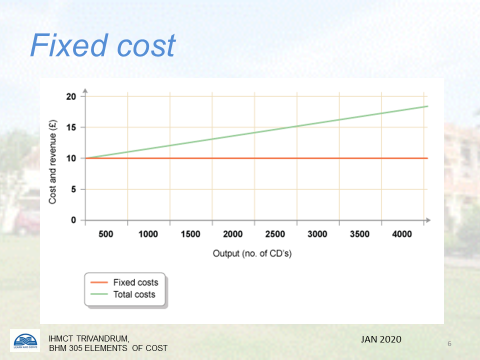 Fixed cost
20
15
10
5
0
Cost and revenue (£)
500 1000 1500 2000 2500 3000 3500 4000
Output (no. of CD's)
Fixed costs
Total costs
IHMCT TRIVANDRUM,
BHM 305 ELEMENTS OF COST
JAN 2020
6